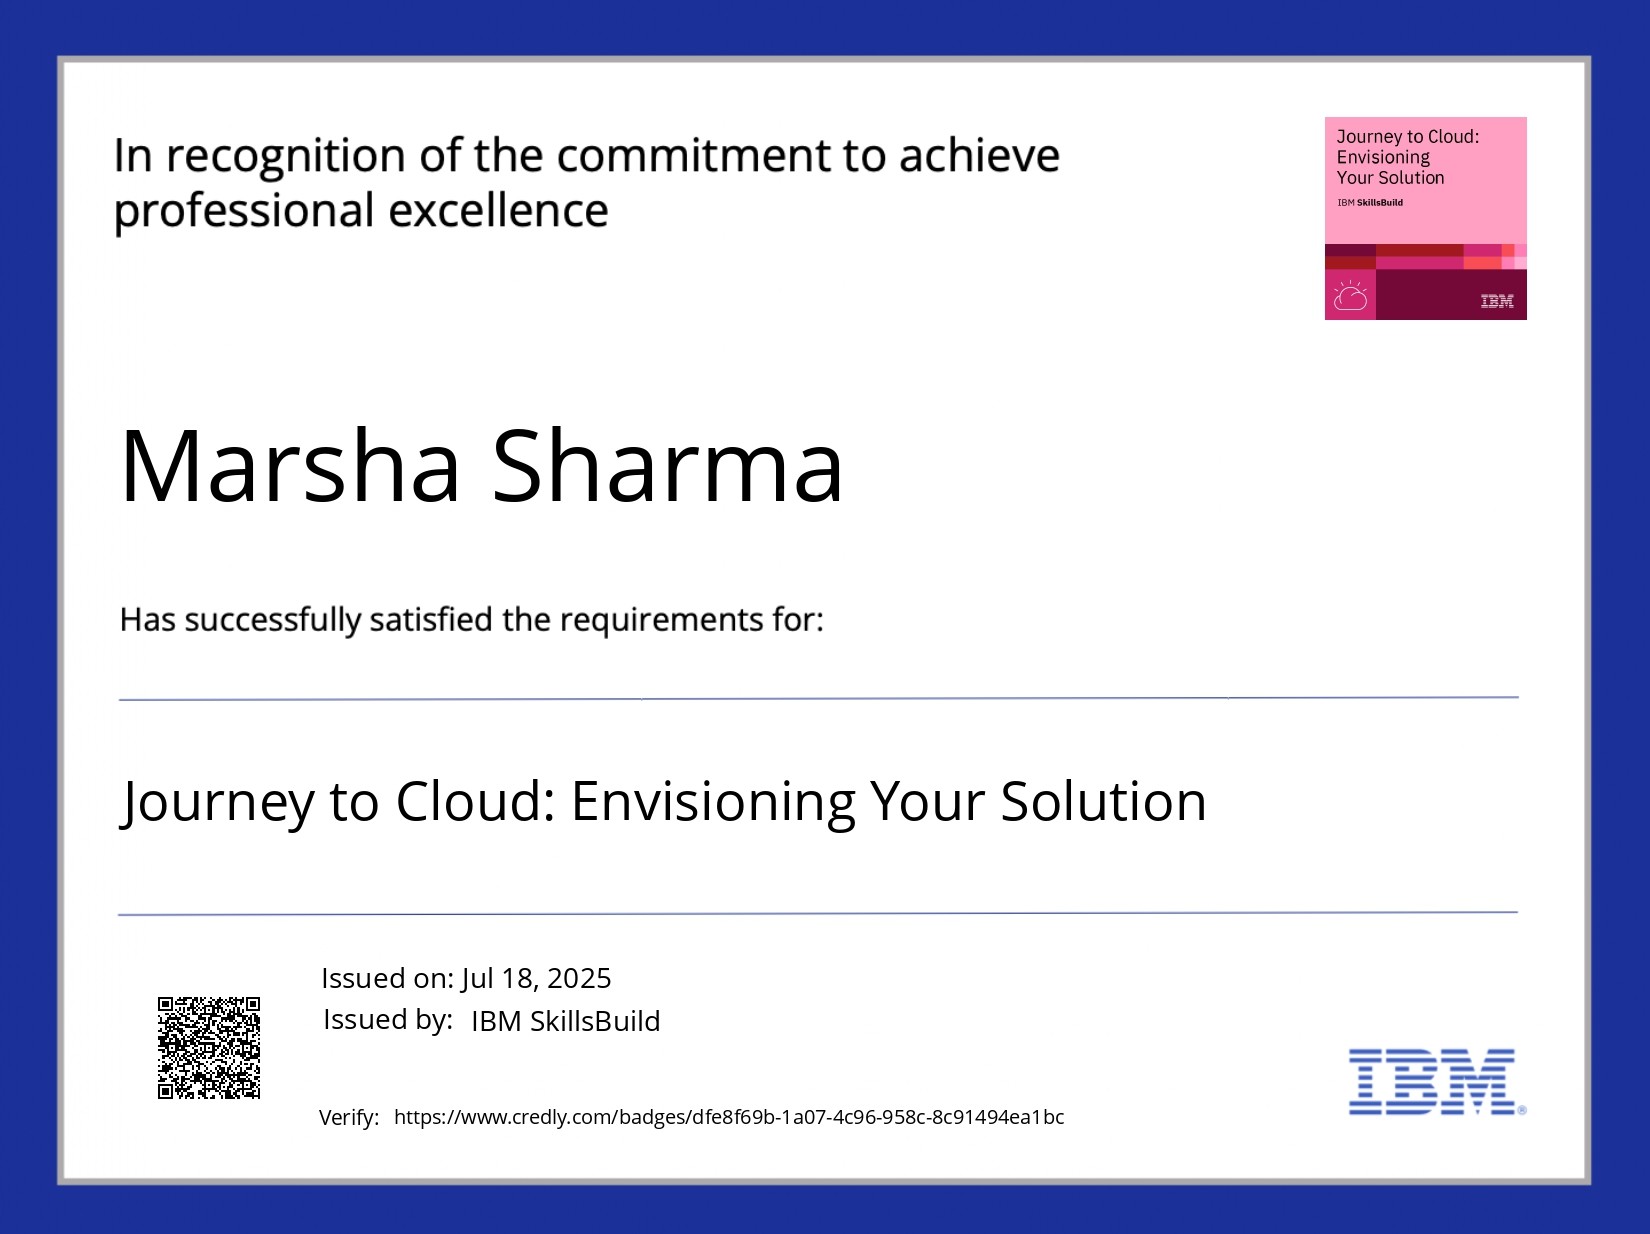 In recognition of the commitment to achieve
professional excellence
Journey to Cloud:
Envisioning
Your Solution
IBM SkillsBuild
IBM
Marsha Sharma
Has successfully satisfied the requirements for:
Journey to Cloud: Envisioning Your Solution
Issued on: Jul 18, 2025
Issued by: IBM SkillsBuild
Verify: https://www.credly.com/badges/dfe8f69b-1a07-4c96-958c-8c91494ea1bc
IBM®